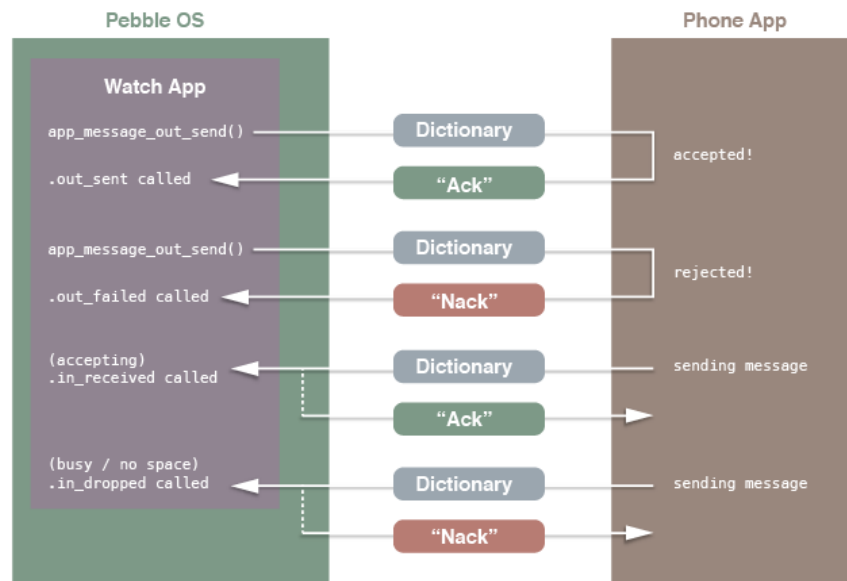 Pebble OS
Phone App
Watch App
app_message_out_send()
Dictionary
accepted!
.out_sent called
“Ack”
app_message_out_send()
Dictionary
rejected!
.out_failed called
“Nack”
(accepting)
.in_received called
Dictionary
sending message
“Ack”
(busy / no space)
.in_dropped called
Dictionary
sending message
“Nack”